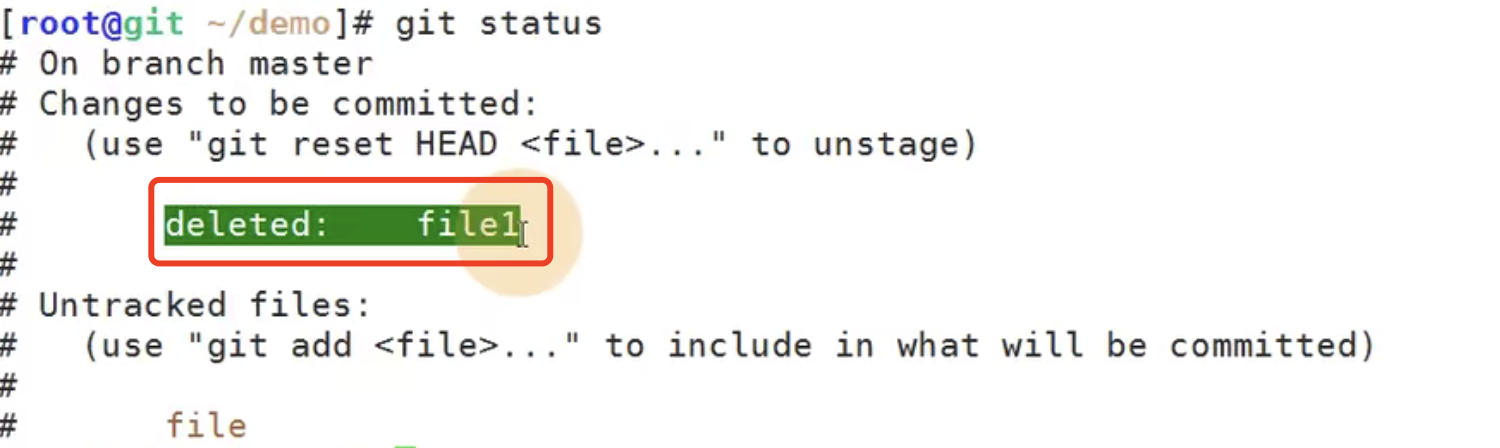 [root@git ~/demo]# git status
# On branch master
# Changes to be committed:
#   (use "git reset HEAD <file>..." to unstage)
#
#       deleted:    file1
#
# Untracked files:
#   (use "git add <file>..." to include in what will be committed)
#
#       file